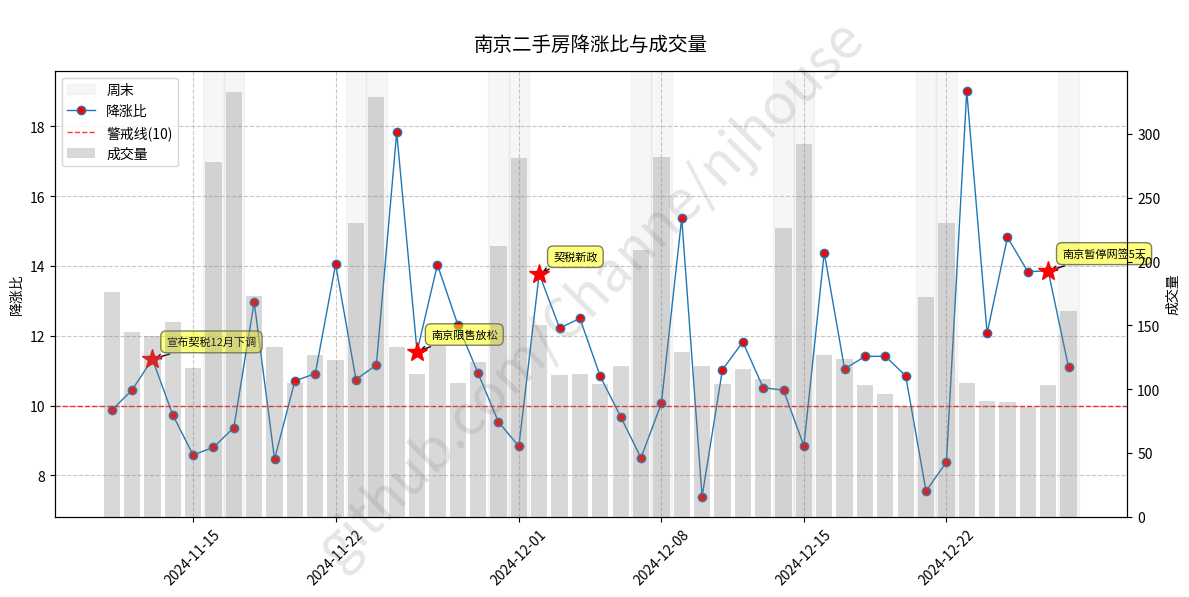 南京二手房降涨比与成交量
周末
降涨比
警戒线(10)
成交量
18
16
14
12
10
8
300
250
200
150
100
50
0
降涨比
成交量
宣布契税12月下调
南京限售放松
契税新政
南京暂停网签5天
2024-11-15
2024-11-22
2024-12-01
2024-12-08
2024-12-15
2024-12-22
github.com/shanne/njhouse